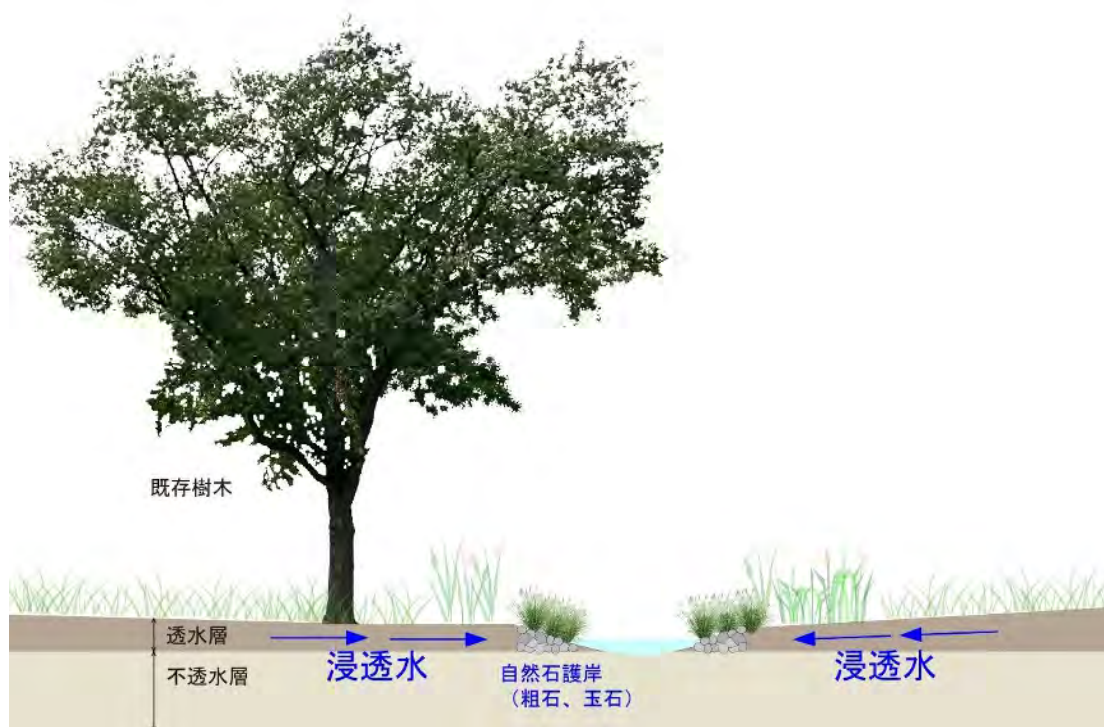 既存樹木
透水層
不透水層
浸透水
自然石護岸
（粗石、玉石）
浸透水